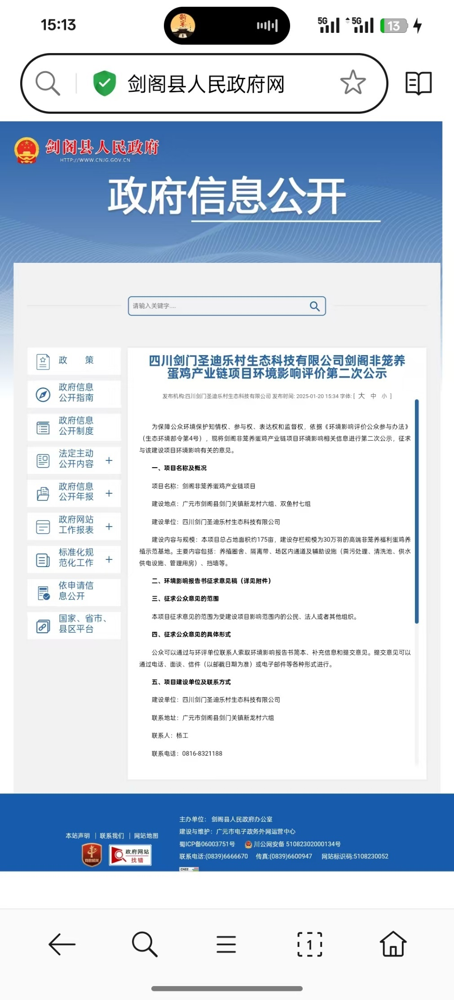 15:13
新菜
5G
5G
13
剑阁县人民政府网
剑阁县人民政府
HTTP://WWW.CNJG.GOV.CN
政府信息公开
请输入关键字....
政 策
政府信息
公开指南
政府信息
公开制度
法定主动
公开内容 +
政府信息
公开年报 +
政府网站
工作报表 +
标准化规
范化工作 +
依申请信
息公开
国家、省市、
县区平台
四川剑门圣迪乐村生态科技有限公司剑阁非笼养
蛋鸡产业链项目环境影响评价第二次公示
发布机构:四川剑门圣迪乐村生态科技有限公司 发布时间: 2025-01-20 15:34 字体: [ 大 中 小 ]
为保障公众环境保护知情权、参与权、表达权和监督权，依据《环境影响评价公众参与办法》
（生态环境部令第4号），现将剑阁非笼养蛋鸡产业链项目环境影响相关信息进行第二次公示，征求
与该建设项目环境影响有关的意见。
一、项目名称及概况
项目名称：剑阁非笼养蛋鸡产业链项目
建设地点：广元市剑阁县剑门关镇新龙村六组、双鱼村七组
建设单位：四川剑门圣迪乐村生态科技有限公司
建设内容与规模：本项目总占地面积约175亩，建设存栏规模为30万羽的高端非笼养福利蛋鸡养
殖示范基地。主要内容包括：养殖圈舍、隔离带、场区内通道及辅助设施（粪污处理、清洗池、供水
供电设施、管理用房）、挡墙等。
二、环境影响报告书征求意见稿（详见附件）
三、征求公众意见的范围
本项目征求意见的范围为受建设项目影响范围内的公民、法人或者其他组织。
四、征求公众意见的具体形式
公众可以通过与环评单位联系人索取环境影响报告书简本、补充信息和提交意见。提交意见可以
通过电话、面谈、信件（以邮戳日期为准）或电子邮件等各种形式进行。
五、项目建设单位及联系方式
建设单位：四川剑门圣迪乐村生态科技有限公司
联系地址：广元市剑阁县剑门关镇新龙村六组
联系人：杨工
联系电话：0816-8321188
本站声明 | 联系我们 | 网站地图
党政机关
政府网站
找错
主办单位： 剑阁县人民政府办公室
建设与维护：广元市电子政务外网运营中心
蜀ICP备06003751号 川公网安备 51082302000134号
联系电话:(0839)6666670 传真:(0839)6600947 网站标识码:5108230052
CNZZ
1